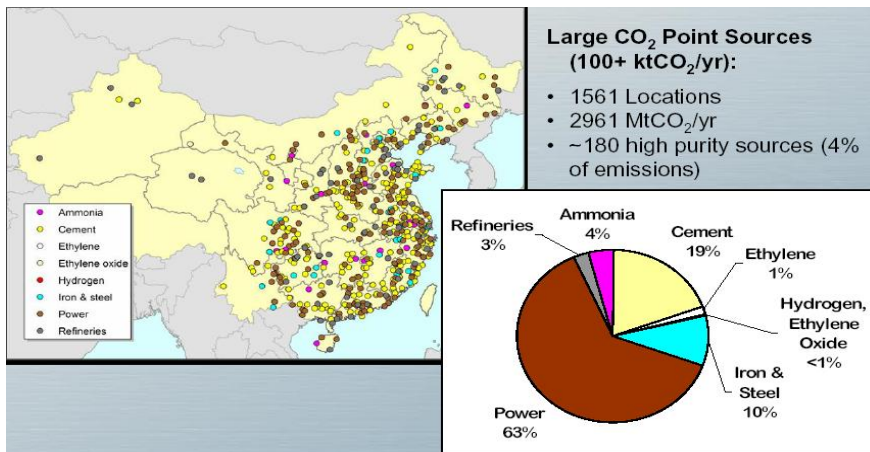 Large CO₂ Point Sources
(100+ ktCO₂/yr):
• 1561 Locations
• 2961 MtCO₂/yr
• ~180 high purity sources (4%
of emissions)
Ammonia
Cement
Ethylene
Ethylene oxide
Hydrogen
Iron & steel
Power
Refineries
Refineries
3%
Ammonia
4%
Cement
19%
Ethylene
1%
Hydrogen,
Ethylene
Oxide
<1%
Iron &
Steel
10%
Power
63%